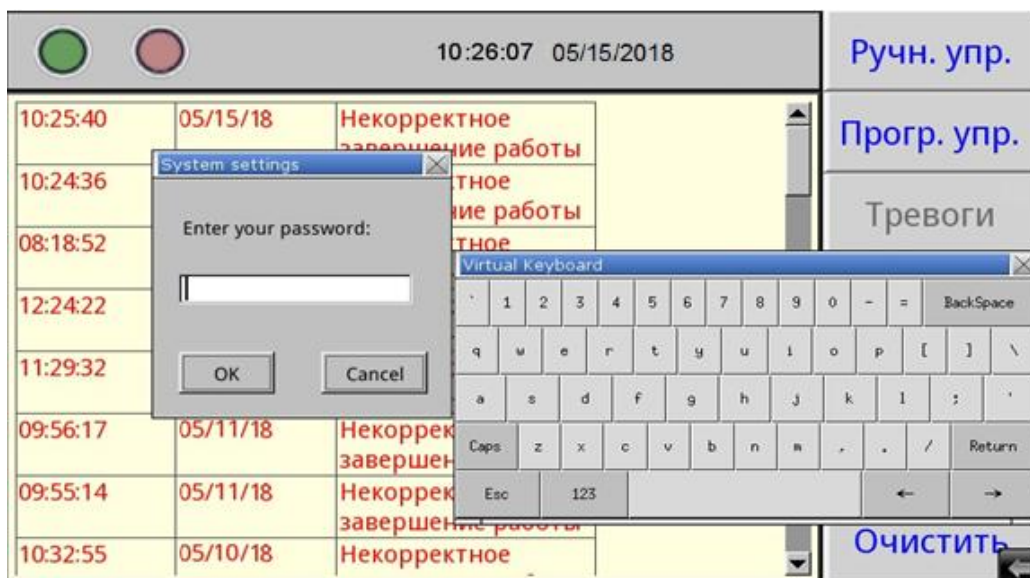 10:26:07 05/15/2018
Ручн. упр.
Прогр. упр.
Тревоги
Очистить
10:25:40 05/15/18 Некорректное
завершение работы
10:24:36
работы
08:18:52
12:24:22
11:29:32
09:56:17 05/11/18
09:55:14 05/11/18
10:32:55 05/10/18 Некорректное
System settings
Enter your password:
OK Cancel
Virtual Keyboard
` 1 2 3 4 5 6 7 8 9 0 - = BackSpace
q w e r t y u i o p [ ] \
a s d f g h j k l ; '
Caps z x c v b n m , . / Return
Esc 123 ← →